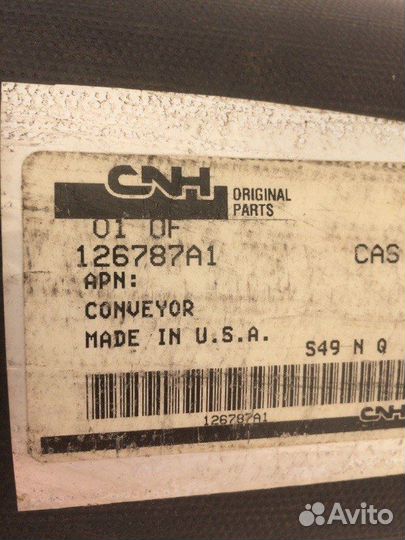 CNH
ORIGINAL
PARTS
01 OF
126787A1 CAS
APN:
CONVEYOR
MADE IN U.S.A.
S49 N Q
126787A1
CNH
Avito